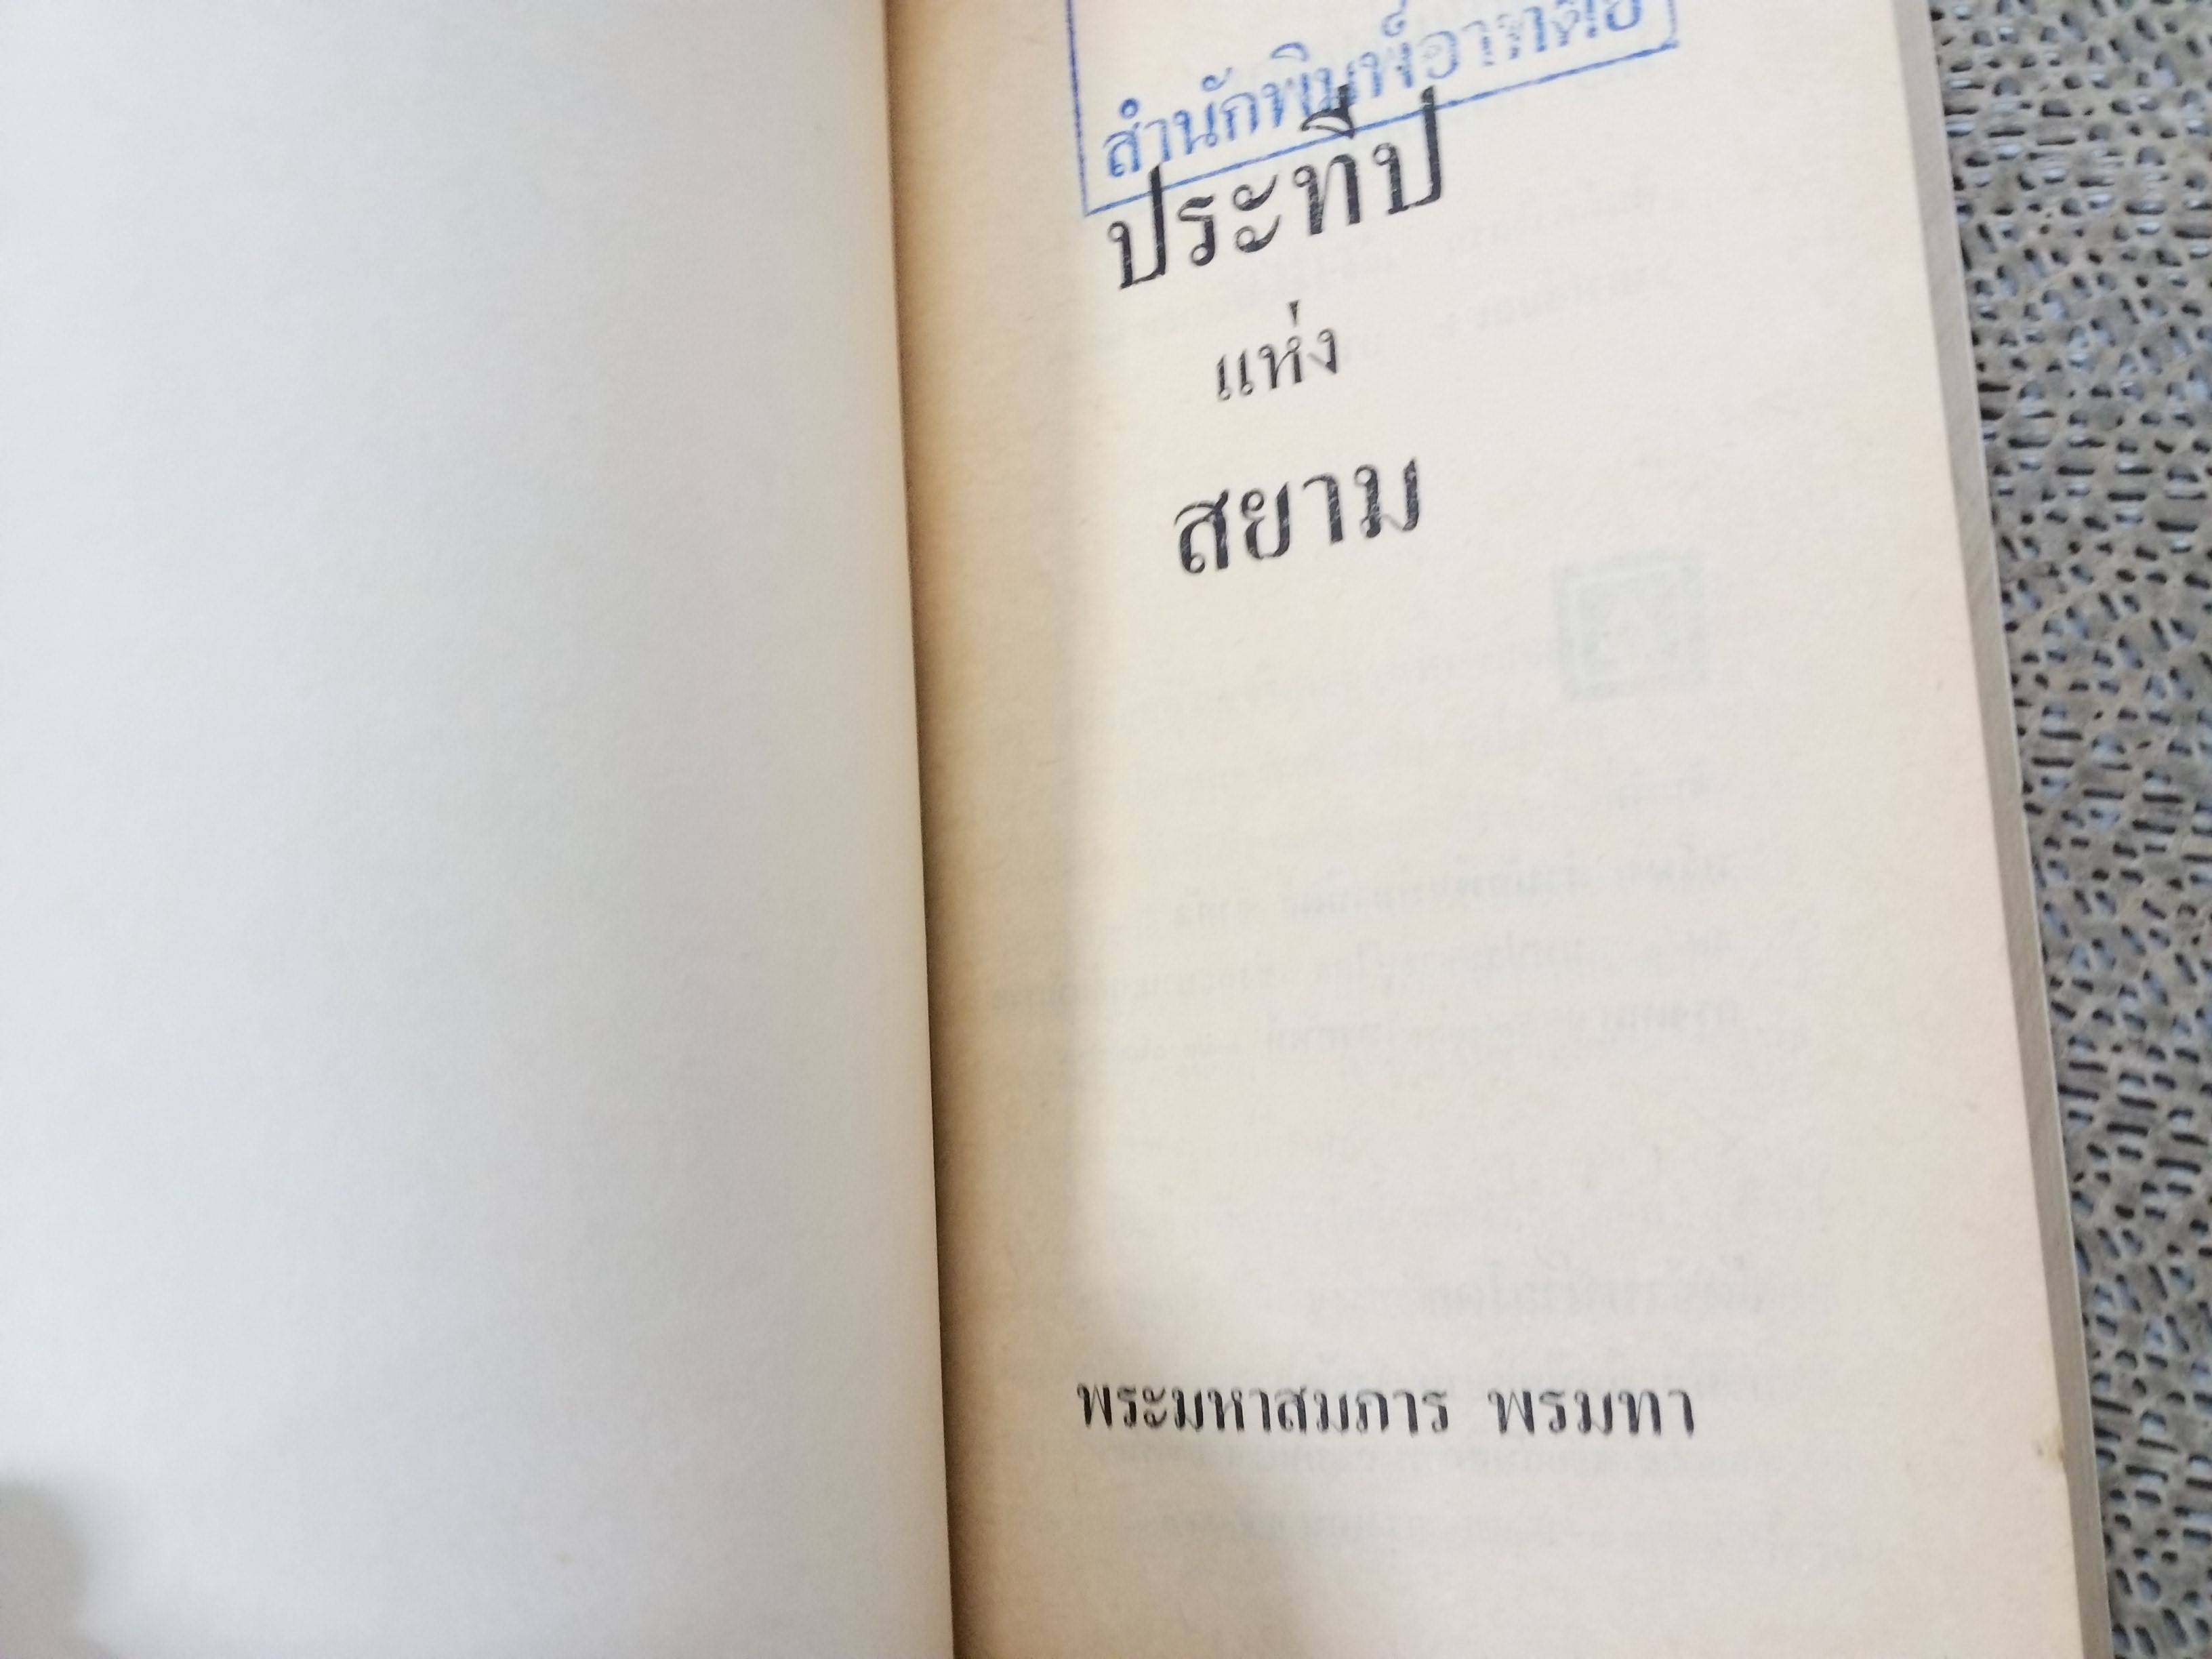 สำนักพิมพ์อาทิตย์
ประทีป
แห่ง
สยาม
พระมหาสมภาร พรมทา